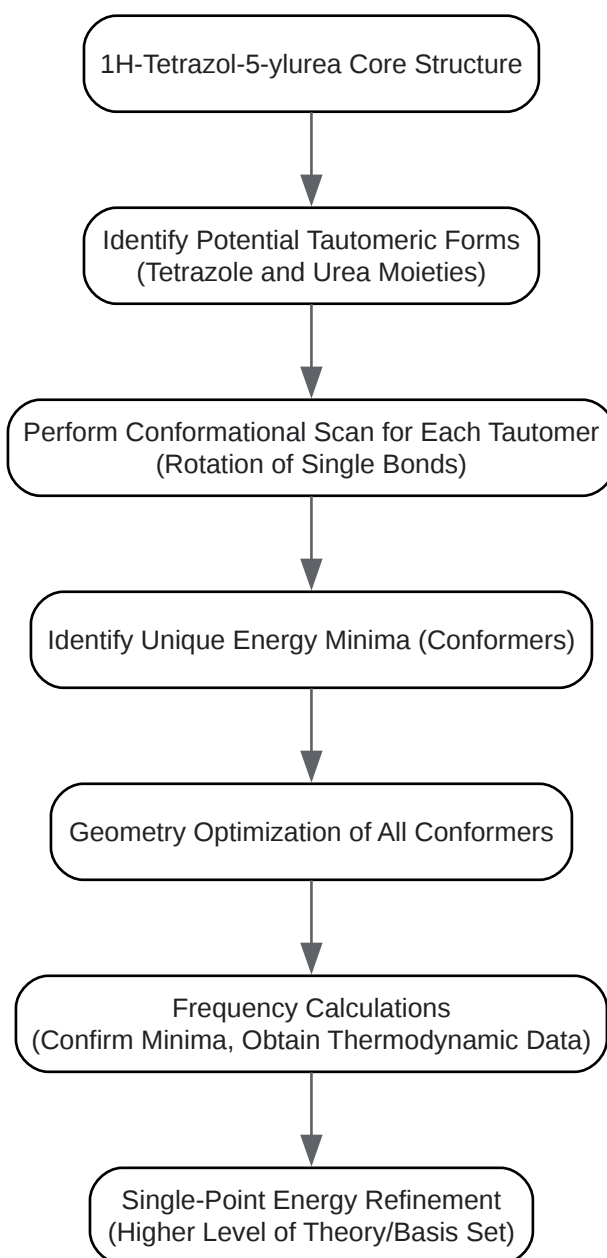 1H-Tetrazol-5-ylurea Core Structure
Identify Potential Tautomeric Forms
(Tetrazole and Urea Moieties)
Perform Conformational Scan for Each Tautomer
(Rotation of Single Bonds)
Identify Unique Energy Minima (Conformers)
Geometry Optimization of All Conformers
Frequency Calculations
(Confirm Minima, Obtain Thermodynamic Data)
Single-Point Energy Refinement
(Higher Level of Theory/Basis Set)